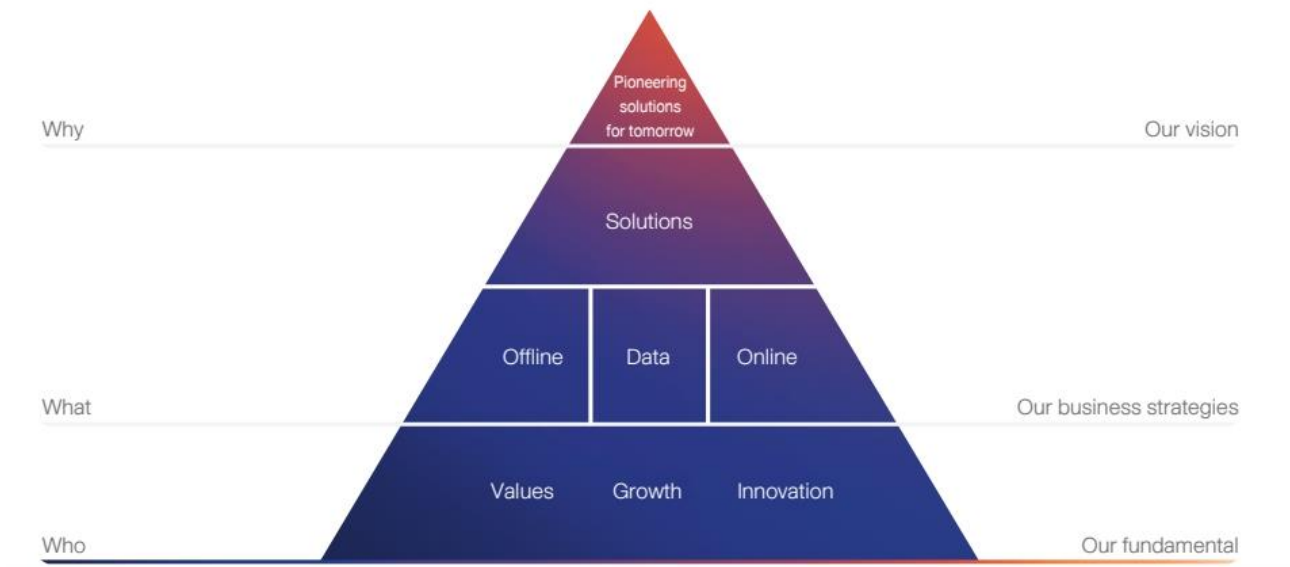 Pioneering
solutions
for tomorrow
Why
Our vision
Solutions
Offline
Data
Online
What
Our business strategies
Values
Growth
Innovation
Who
Our fundamental